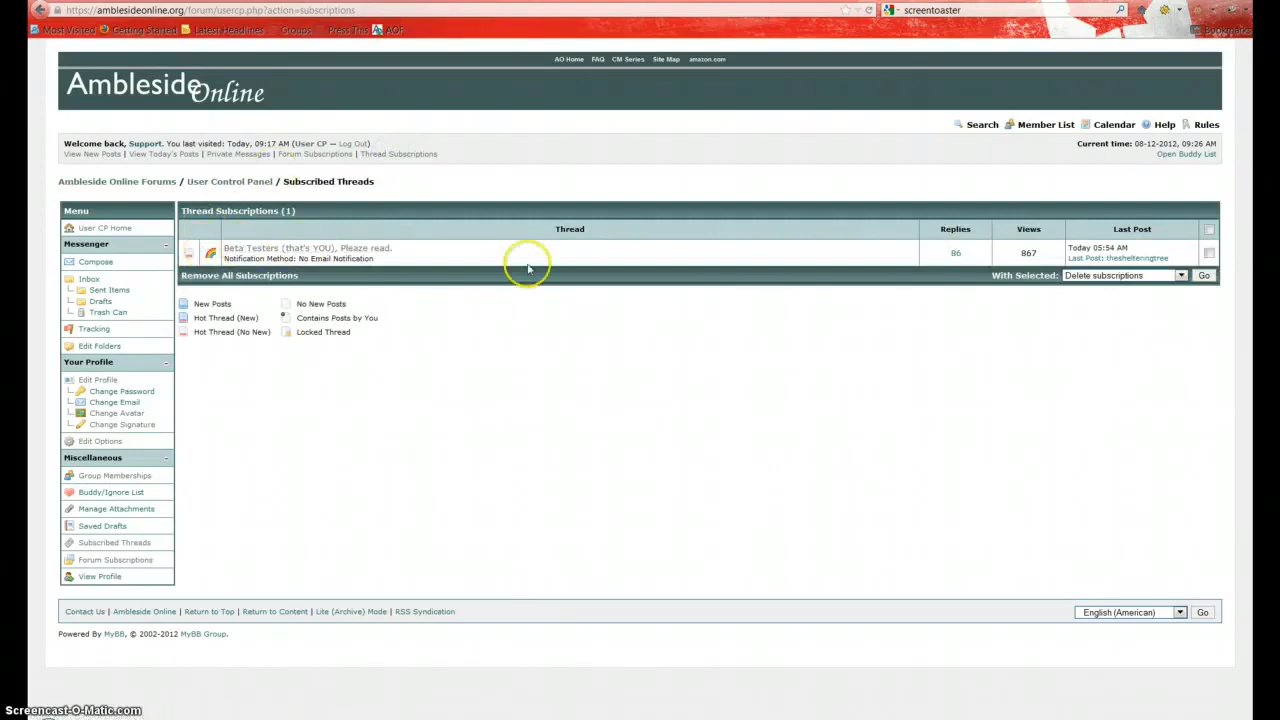 https://amblesideonline.org/forum/usercp.php?action=subscriptions
screentoaster
Most Visited Getting Started Latest Headlines Groups Press This AQF Bookmarks
AO Home FAQ CM Series Site Map amazon.com
Ambleside Online
Search Member List Calendar Help Rules
Welcome back, Support. You last visited: Today, 09:17 AM (User CP — Log Out)
Current time: 08-12-2012, 09:26 AM
View New Posts | View Today's Posts | Private Messages | Forum Subscriptions | Thread Subscriptions
Open Buddy List
Ambleside Online Forums / User Control Panel / Subscribed Threads
Menu
User CP Home
Messenger
Compose
Inbox
Sent Items
Drafts
Trash Can
Tracking
Edit Folders
Your Profile
Edit Profile
Change Password
Change Email
Change Avatar
Change Signature
Edit Options
Miscellaneous
Group Memberships
Buddy/Ignore List
Manage Attachments
Saved Drafts
Subscribed Threads
Forum Subscriptions
View Profile
Thread Subscriptions (1)
Thread Replies Views Last Post
Beta Testers (that's YOU), Please read.
Notification Method: No Email Notification
86 867
Today 05:54 AM
Last Post: thesheltenngtree
Remove All Subscriptions
With Selected: Delete subscriptions Go
New Posts No New Posts
Hot Thread (New) Contains Posts by You
Hot Thread (No New) Locked Thread
Contact Us | Ambleside Online | Return to Top | Return to Content | Lite (Archive) Mode | RSS Syndication
English (American) Go
Powered By MyBB, © 2002-2012 MyBB Group.
Screencast-O-Matic.com